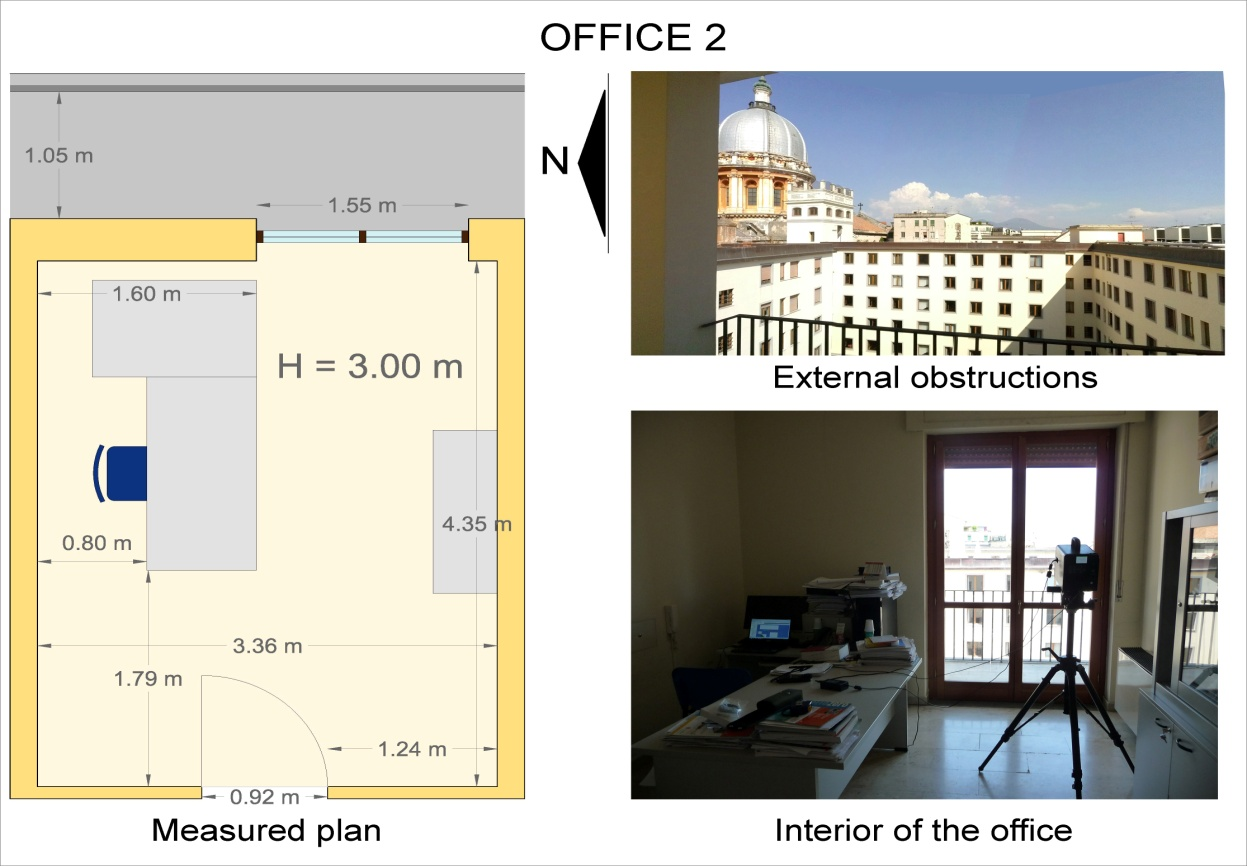 OFFICE 2
1.05 m
1.55 m
N
1.60 m
H = 3.00 m
External obstructions
4.35 m
0.80 m
3.36 m
1.79 m
1.24 m
0.92 m
Measured plan
Interior of the office